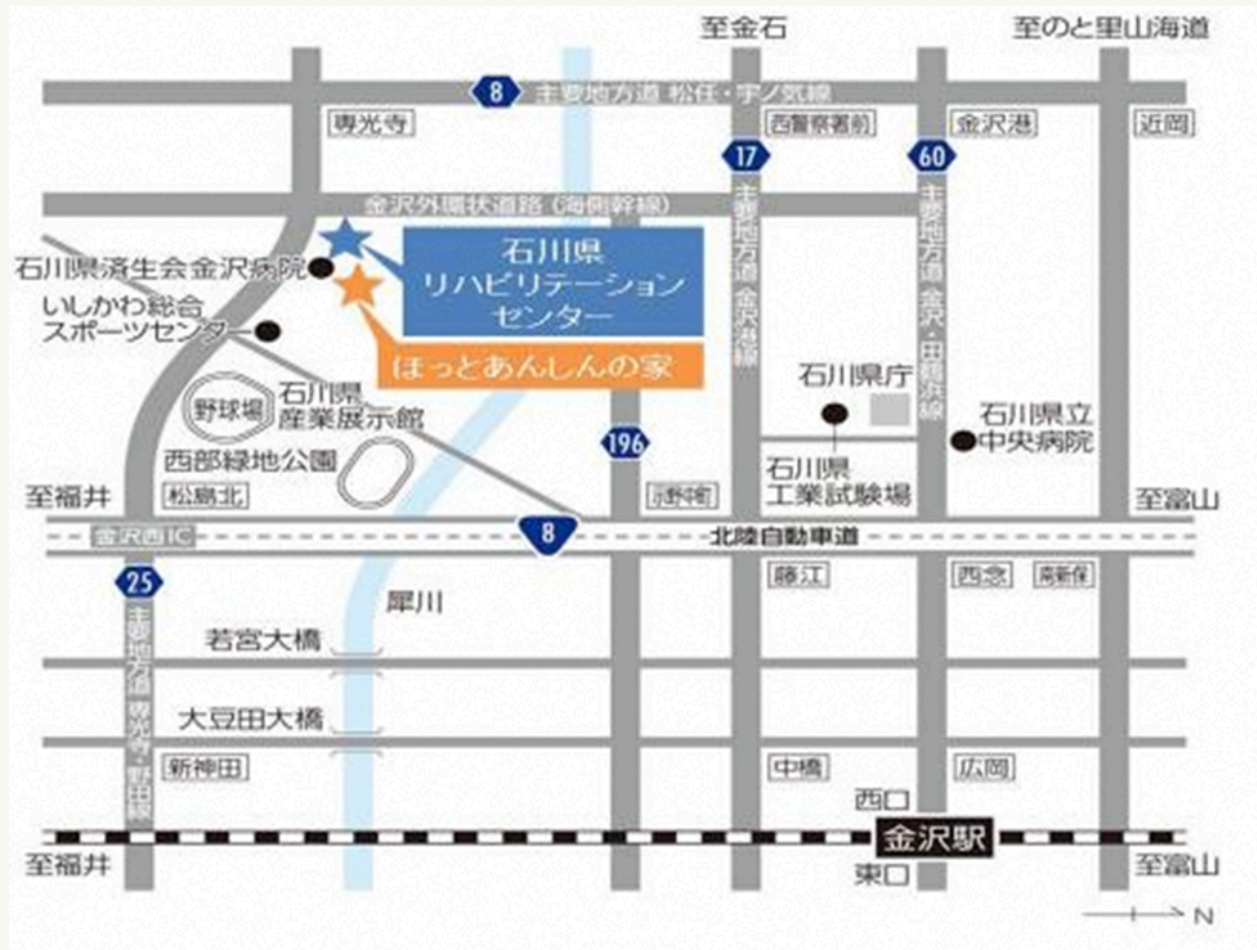 至金石
至のと里山海道
8
主要地方道 松任・宇ノ気線
専光寺
西警察署前
金沢港
近岡
17
60
金沢外環状道路（海側幹線）
主要地方道 金沢港線
主要地方道 金沢・田鶴浜線
石川県
リハビリテーション
センター
石川県済生会金沢病院
いしかわ総合
スポーツセンター
ほっとあんしんの家
野球場
石川県
産業展示館
石川県庁
石川県立
中央病院
196
西部緑地公園
石川県
工業試験場
至福井
松島北
至富山
金沢西IC
8
北陸自動車道
25
藤江
西念
南新保
犀川
主要地方道 専光寺・野田線
若宮大橋
大豆田大橋
新神田
中橋
広岡
西口
金沢駅
至福井
東口
至富山
N